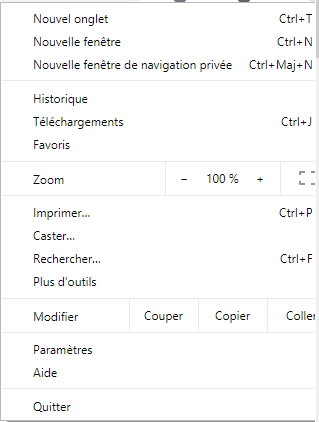 Nouvel onglet Ctrl+T
Nouvelle fenêtre Ctrl+N
Nouvelle fenêtre de navigation privée Ctrl+Maj+N
Historique
Téléchargements Ctrl+J
Favoris
Zoom − 100 % +
Imprimer... Ctrl+P
Caster...
Rechercher... Ctrl+F
Plus d'outils
Modifier Couper Copier Coller
Paramètres
Aide
Quitter